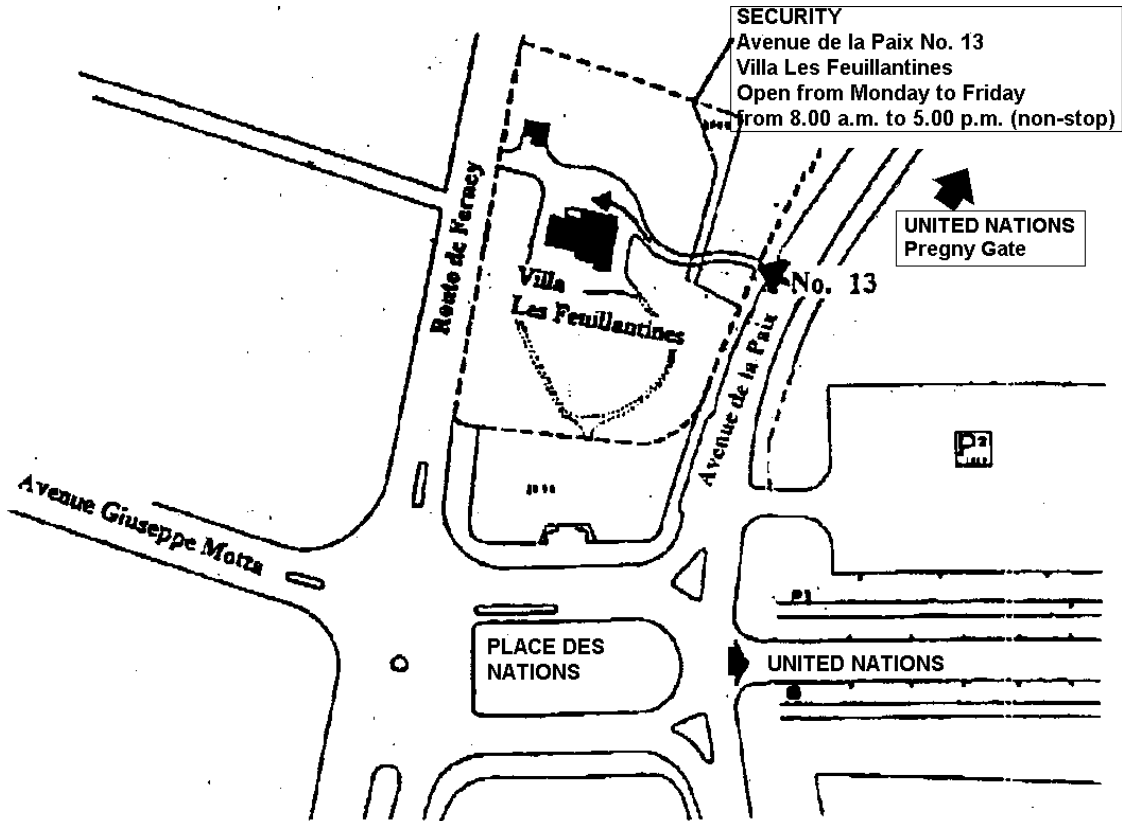 SECURITY
Avenue de la Paix No. 13
Villa Les Feuillantines
Open from Monday to Friday
from 8.00 a.m. to 5.00 p.m. (non-stop)
UNITED NATIONS
Pregny Gate
No. 13
Route de Ferney
Villa
Les Feuillantines
Avenue de la Paix
Avenue Giuseppe Motta
P1
PLACE DES
NATIONS
UNITED NATIONS